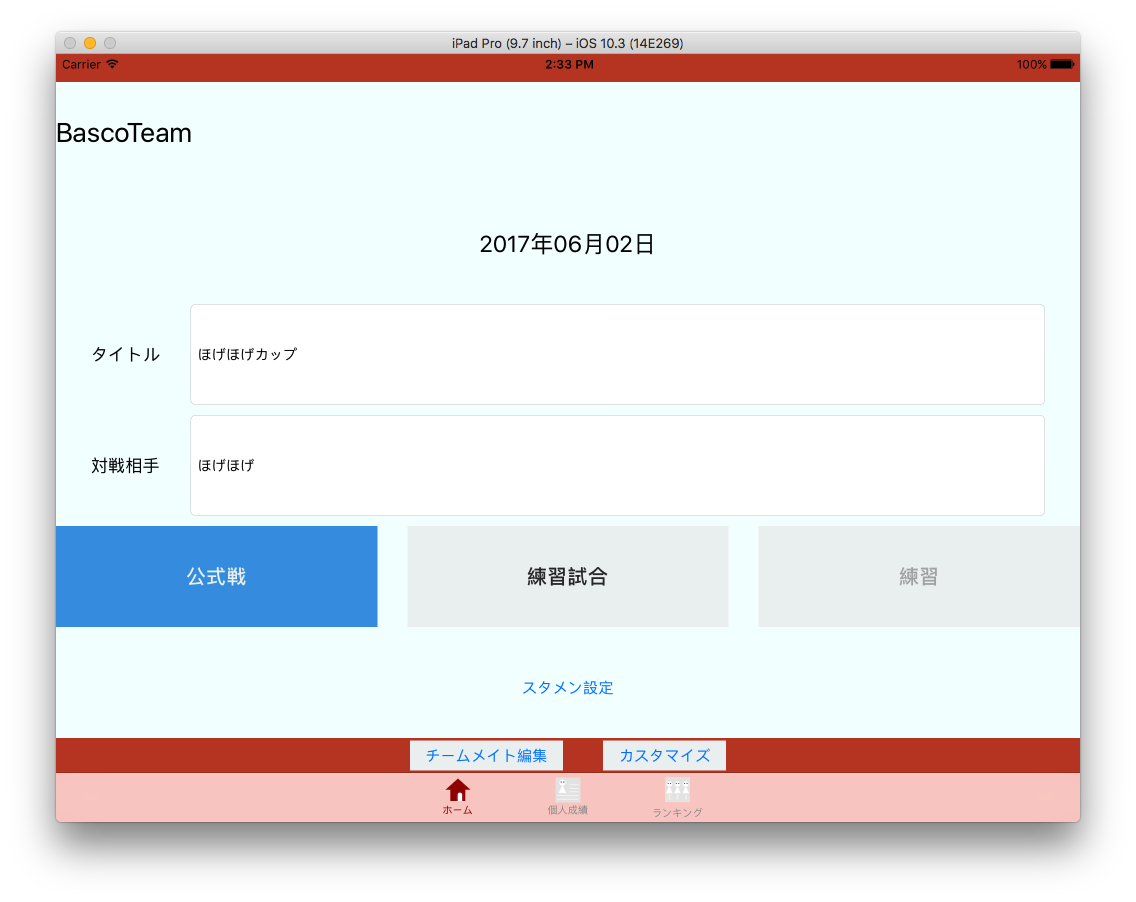 iPad Pro (9.7 inch) – iOS 10.3 (14E269)
Carrier 2:33 PM 100%
BascoTeam
2017年06月02日
タイトル ほげほげカップ
対戦相手 ほげほげ
公式戦 練習試合 練習
スタメン設定
チームメイト編集 カスタマイズ
ホーム 個人成績 ランキング